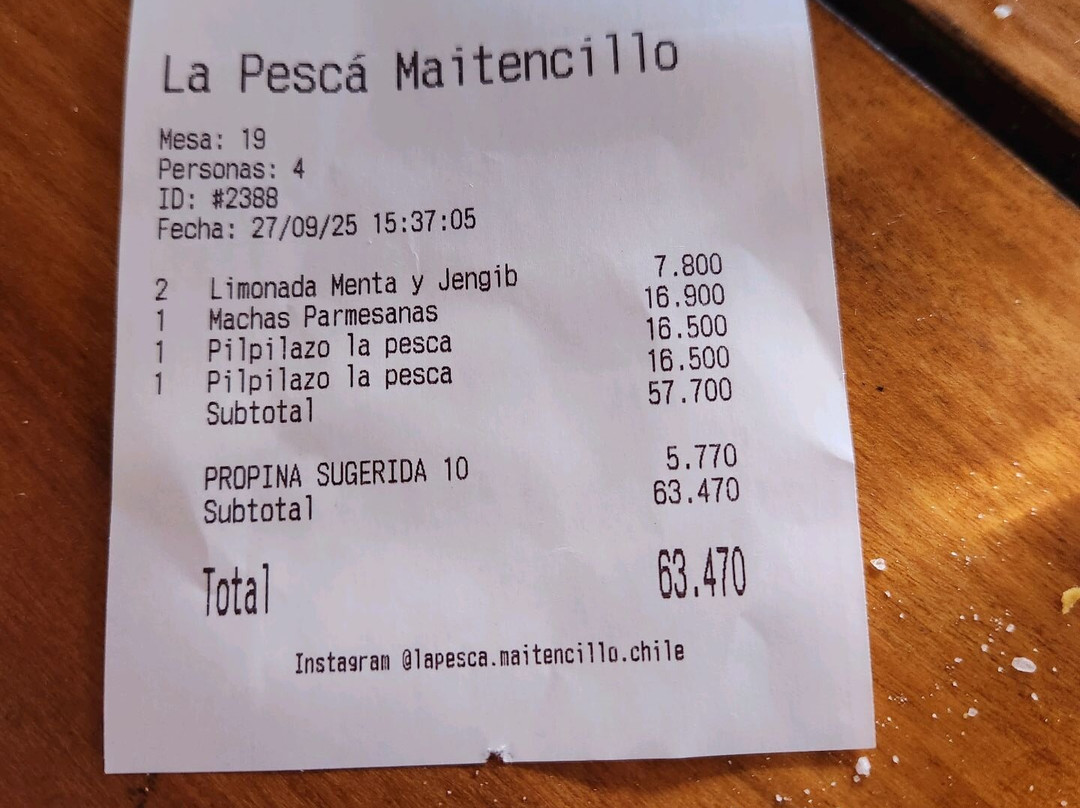 La Pescá Maitencillo
Mesa: 19
Personas: 4
ID: #2388
Fecha: 27/09/25 15:37:05
2 Limonada Menta y Jengib 7.800
1 Machas Parmesanas 16.900
1 Pilpilazo la pesca 16.500
1 Pilpilazo la pesca 16.500
Subtotal 57.700
PROPINA SUGERIDA 10 5.770
Subtotal 63.470
Total 63.470
Instagram @lapesca.maitencillo.chile